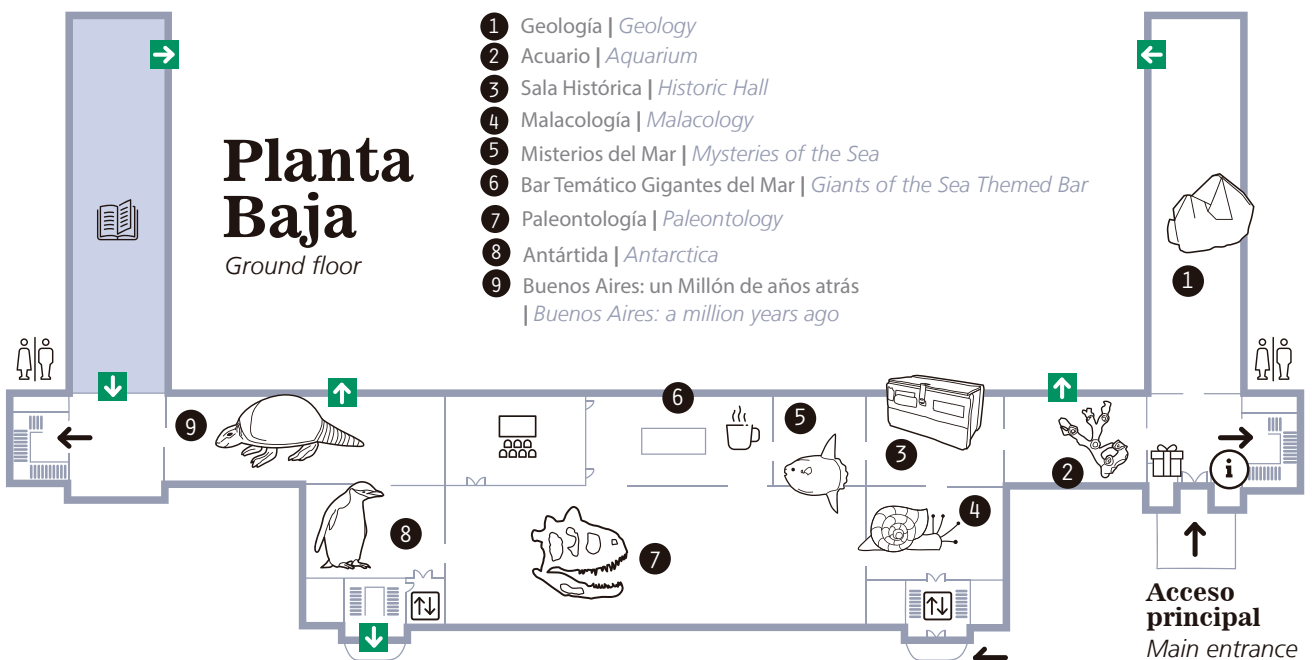 Planta
Baja
Ground floor
1 Geología | Geology
2 Acuario | Aquarium
3 Sala Histórica | Historic Hall
4 Malacología | Malacology
5 Misterios del Mar | Mysteries of the Sea
6 Bar Temático Gigantes del Mar | Giants of the Sea Themed Bar
7 Paleontología | Paleontology
8 Antártida | Antarctica
9 Buenos Aires: un Millón de años atrás
| Buenos Aires: a million years ago
1
6
9
5
3
2
i
4
8
7
Acceso
principal
Main entrance